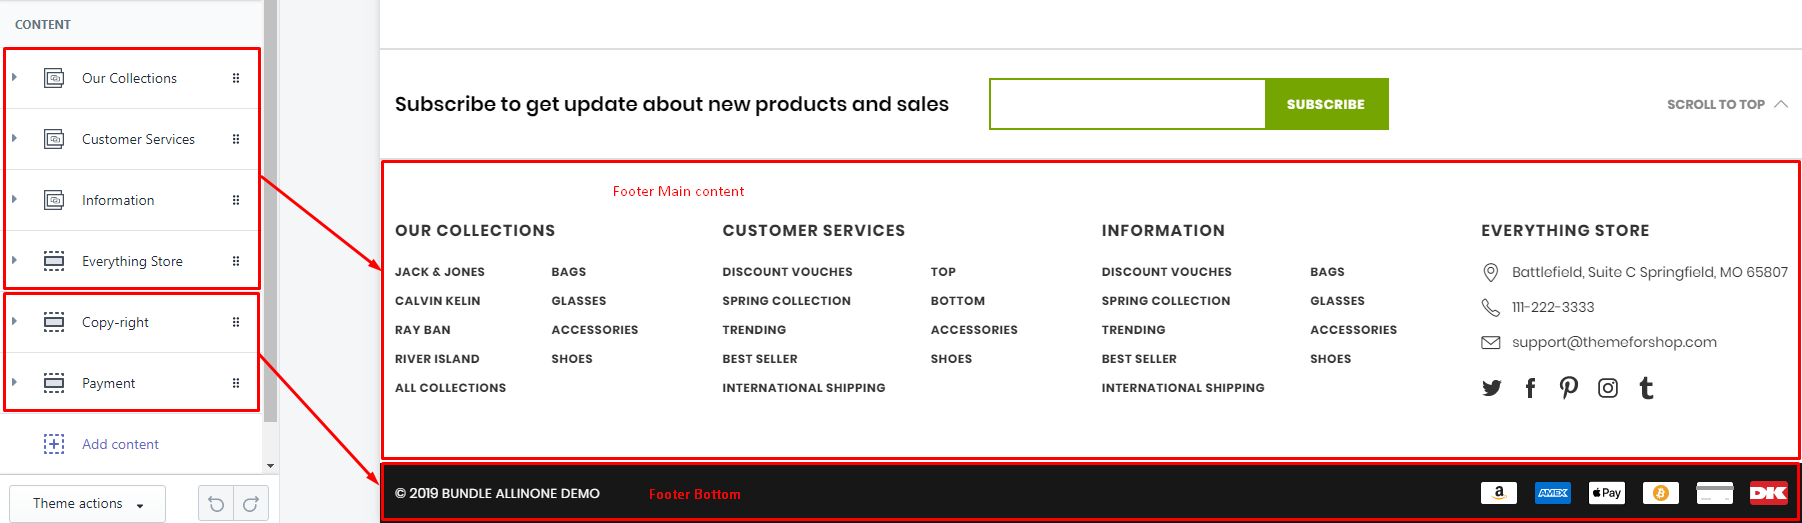 CONTENT
Our Collections
Customer Services
Information
Everything Store
Copy-right
Payment
Add content
Theme actions
Subscribe to get update about new products and sales
SUBSCRIBE
SCROLL TO TOP
Footer Main content
OUR COLLECTIONS
JACK & JONES
CALVIN KELIN
RAY BAN
RIVER ISLAND
ALL COLLECTIONS
BAGS
GLASSES
ACCESSORIES
SHOES
CUSTOMER SERVICES
DISCOUNT VOUCHES
SPRING COLLECTION
TRENDING
BEST SELLER
INTERNATIONAL SHIPPING
TOP
BOTTOM
ACCESSORIES
SHOES
INFORMATION
DISCOUNT VOUCHES
SPRING COLLECTION
TRENDING
BEST SELLER
INTERNATIONAL SHIPPING
BAGS
GLASSES
ACCESSORIES
SHOES
EVERYTHING STORE
Battlefield, Suite C Springfield, MO 65807
111-222-3333
support@themeforshop.com
© 2019 BUNDLE ALLINONE DEMO
Footer Bottom
a
AMEX
Pay
DK